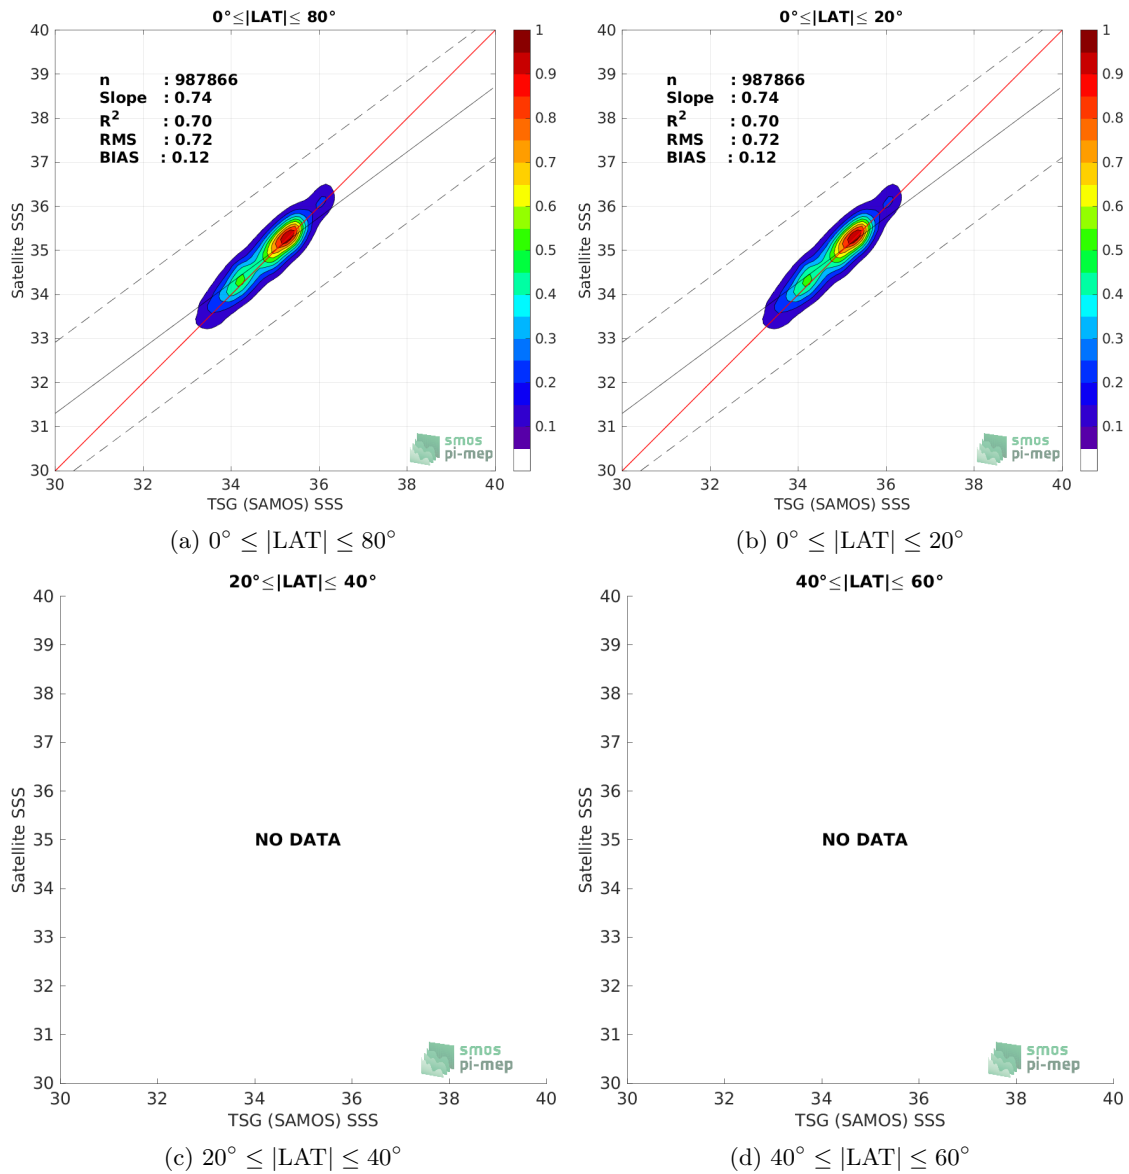 0°≤|LAT|≤ 80°
40
39
38
37
36
35
34
33
32
31
30
n : 987866
Slope : 0.74
R² : 0.70
RMS : 0.72
BIAS : 0.12
Satellite SSS
smos
pi-mep
30 32 34 36 38 40
TSG (SAMOS) SSS
1
0.9
0.8
0.7
0.6
0.5
0.4
0.3
0.2
0.1
(a) 0° ≤ |LAT| ≤ 80°
0°≤|LAT|≤ 20°
40
39
38
37
36
35
34
33
32
31
30
n : 987866
Slope : 0.74
R² : 0.70
RMS : 0.72
BIAS : 0.12
Satellite SSS
smos
pi-mep
30 32 34 36 38 40
TSG (SAMOS) SSS
1
0.9
0.8
0.7
0.6
0.5
0.4
0.3
0.2
0.1
(b) 0° ≤ |LAT| ≤ 20°
20°≤|LAT|≤ 40°
40
39
38
37
36
35
34
33
32
31
30
Satellite SSS
NO DATA
smos
pi-mep
30 32 34 36 38 40
TSG (SAMOS) SSS
(c) 20° ≤ |LAT| ≤ 40°
40°≤|LAT|≤ 60°
40
39
38
37
36
35
34
33
32
31
30
Satellite SSS
NO DATA
smos
pi-mep
30 32 34 36 38 40
TSG (SAMOS) SSS
(d) 40° ≤ |LAT| ≤ 60°